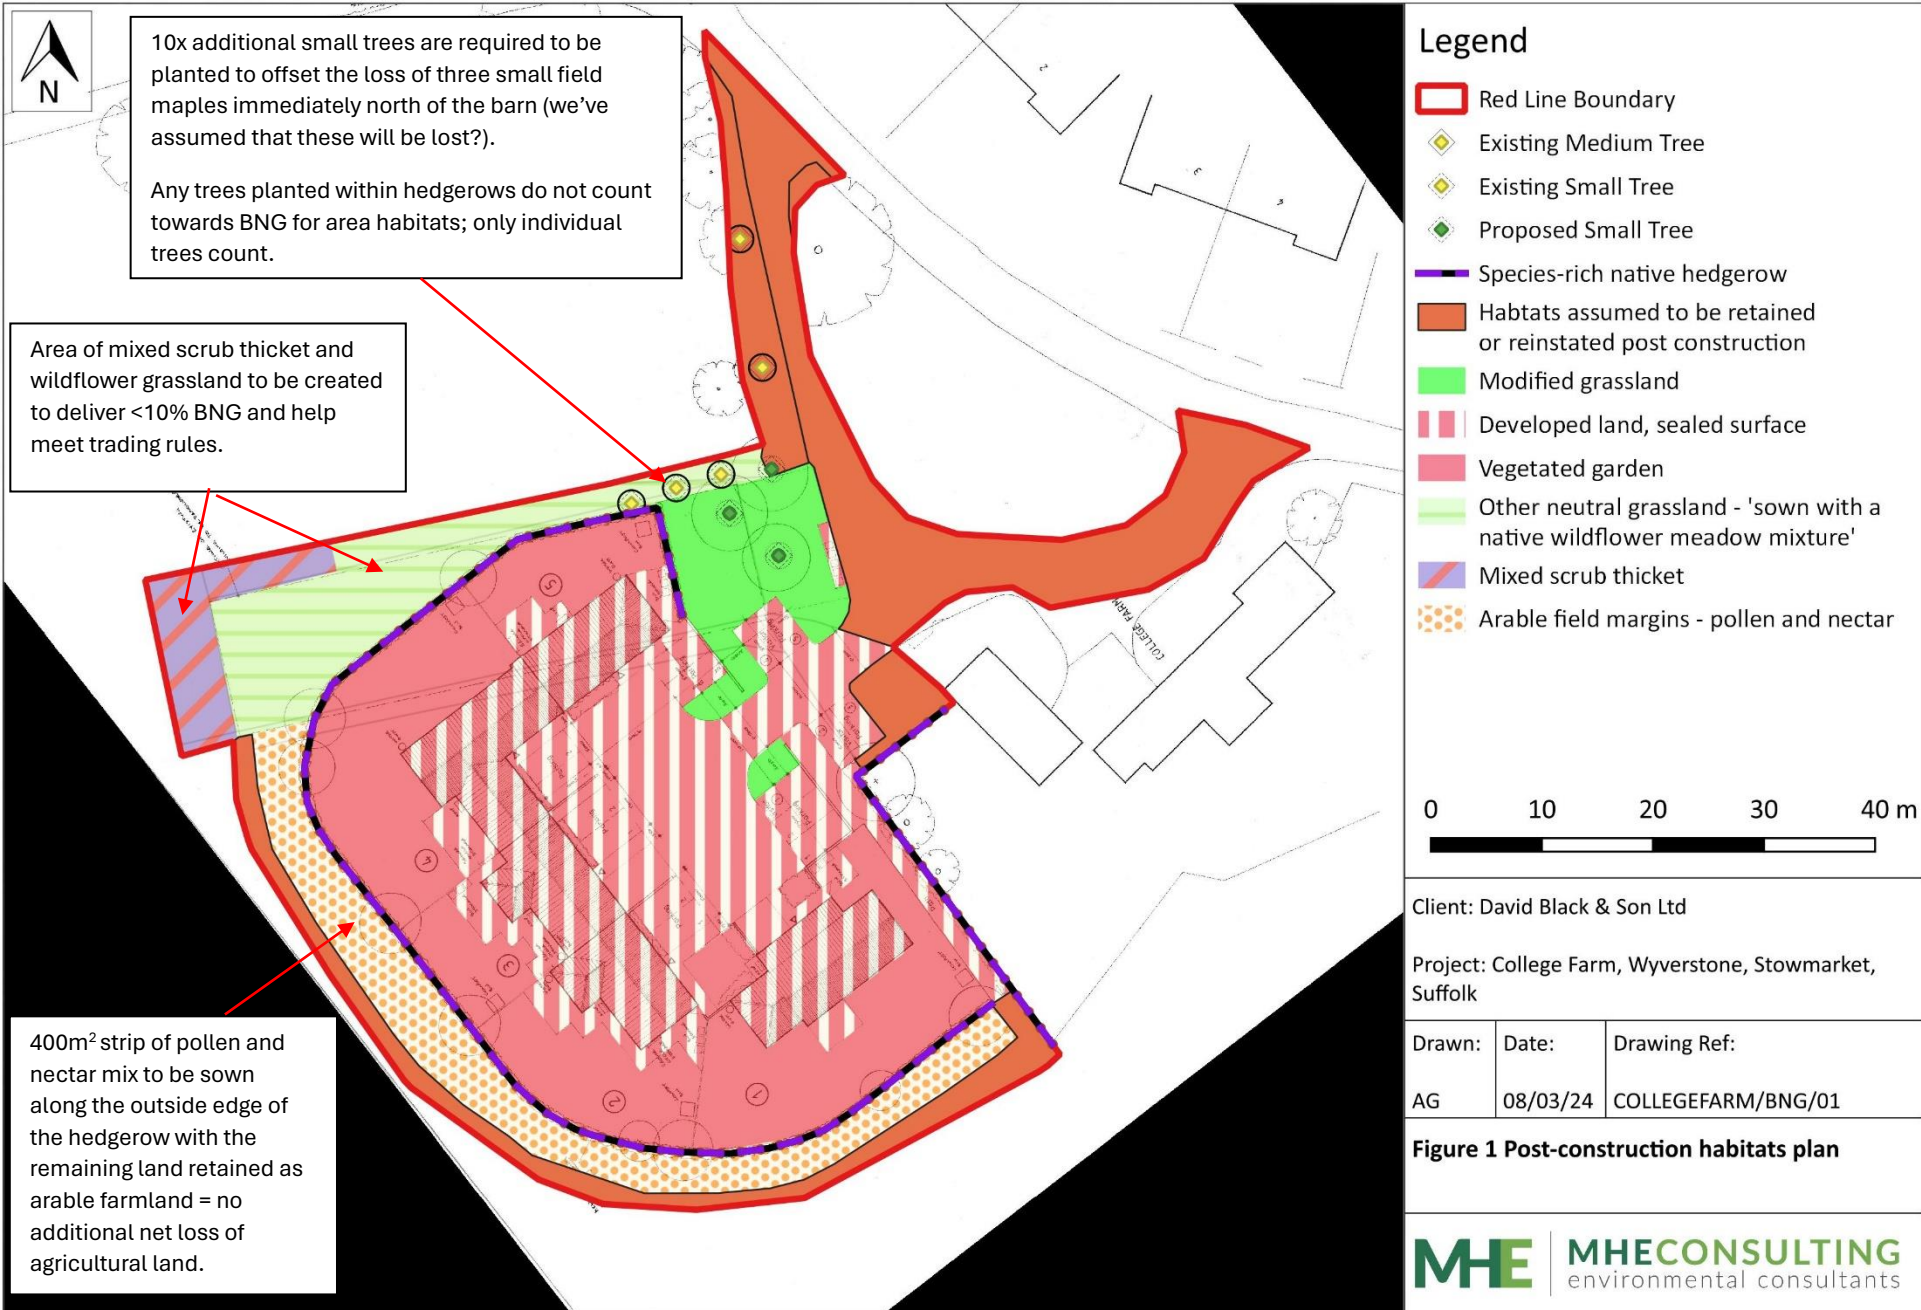 N
10x additional small trees are required to be
planted to offset the loss of three small field
maples immediately north of the barn (we’ve
assumed that these will be lost?).
Any trees planted within hedgerows do not count
towards BNG for area habitats; only individual
trees count.
Area of mixed scrub thicket and
wildflower grassland to be created
to deliver <10% BNG and help
meet trading rules.
400m² strip of pollen and
nectar mix to be sown
along the outside edge of
the hedgerow with the
remaining land retained as
arable farmland = no
additional net loss of
agricultural land.
2
3
4
COLLEGE FARM
5
4
3
2
1
Legend
Red Line Boundary
Existing Medium Tree
Existing Small Tree
Proposed Small Tree
Species-rich native hedgerow
Habtats assumed to be retained
or reinstated post construction
Modified grassland
Developed land, sealed surface
Vegetated garden
Other neutral grassland - 'sown with a
native wildflower meadow mixture'
Mixed scrub thicket
Arable field margins - pollen and nectar
0 10 20 30 40 m
Client: David Black & Son Ltd
Project: College Farm, Wyverstone, Stowmarket,
Suffolk
Drawn: Date: Drawing Ref:
AG 08/03/24 COLLEGEFARM/BNG/01
Figure 1 Post-construction habitats plan
MHE MHECONSULTING
environmental consultants